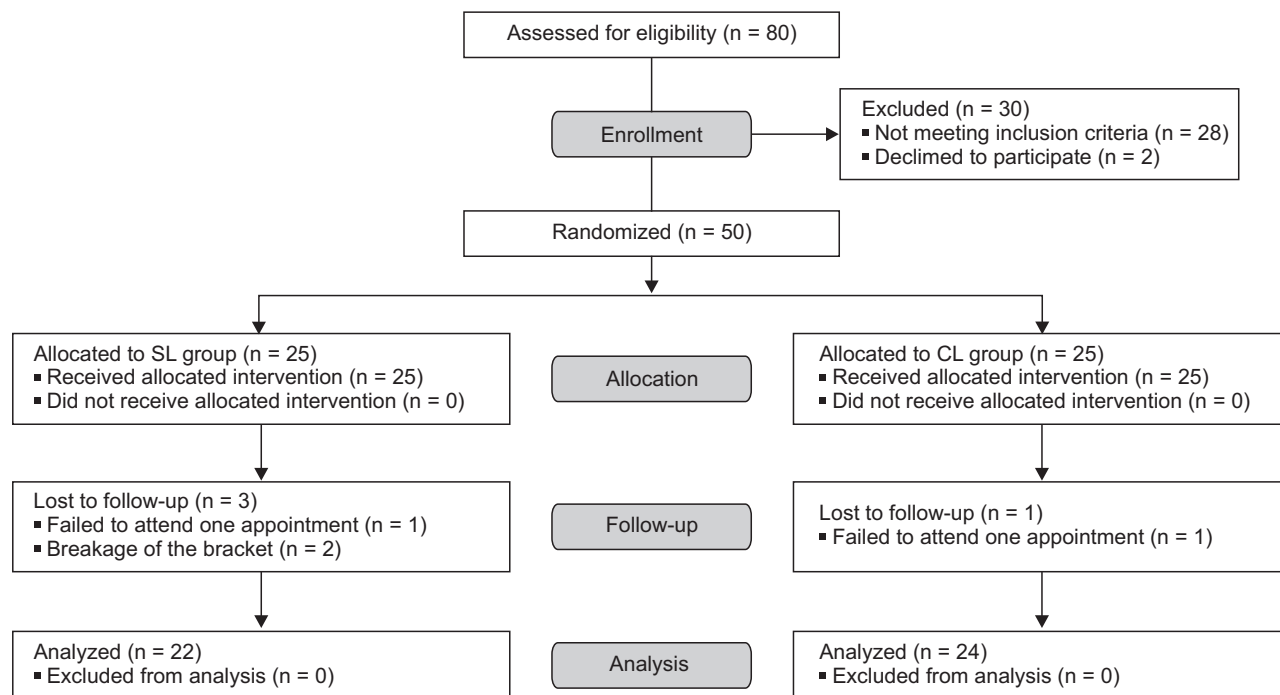 Assessed for eligibility (n = 80)
Enrollment
Excluded (n = 30)
▪ Not meeting inclusion criteria (n = 28)
▪ Declimed to participate (n = 2)
Randomized (n = 50)
Allocated to SL group (n = 25)
▪ Received allocated intervention (n = 25)
▪ Did not receive allocated intervention (n = 0)
Allocation
Allocated to CL group (n = 25)
▪ Received allocated intervention (n = 25)
▪ Did not receive allocated intervention (n = 0)
Lost to follow-up (n = 3)
▪ Failed to attend one appointment (n = 1)
▪ Breakage of the bracket (n = 2)
Follow-up
Lost to follow-up (n = 1)
▪ Failed to attend one appointment (n = 1)
Analyzed (n = 22)
▪ Excluded from analysis (n = 0)
Analysis
Analyzed (n = 24)
▪ Excluded from analysis (n = 0)